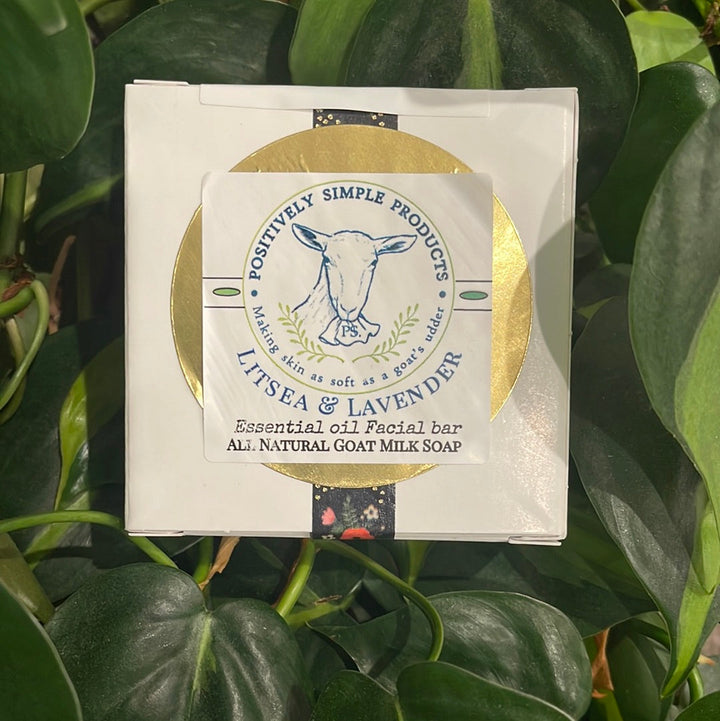 POSITIVELY SIMPLE PRODUCTS
P.S.
Making skin as soft as a goat's udder
LITSEA & LAVENDER
Essential oil Facial bar
ALL NATURAL GOAT MILK SOAP